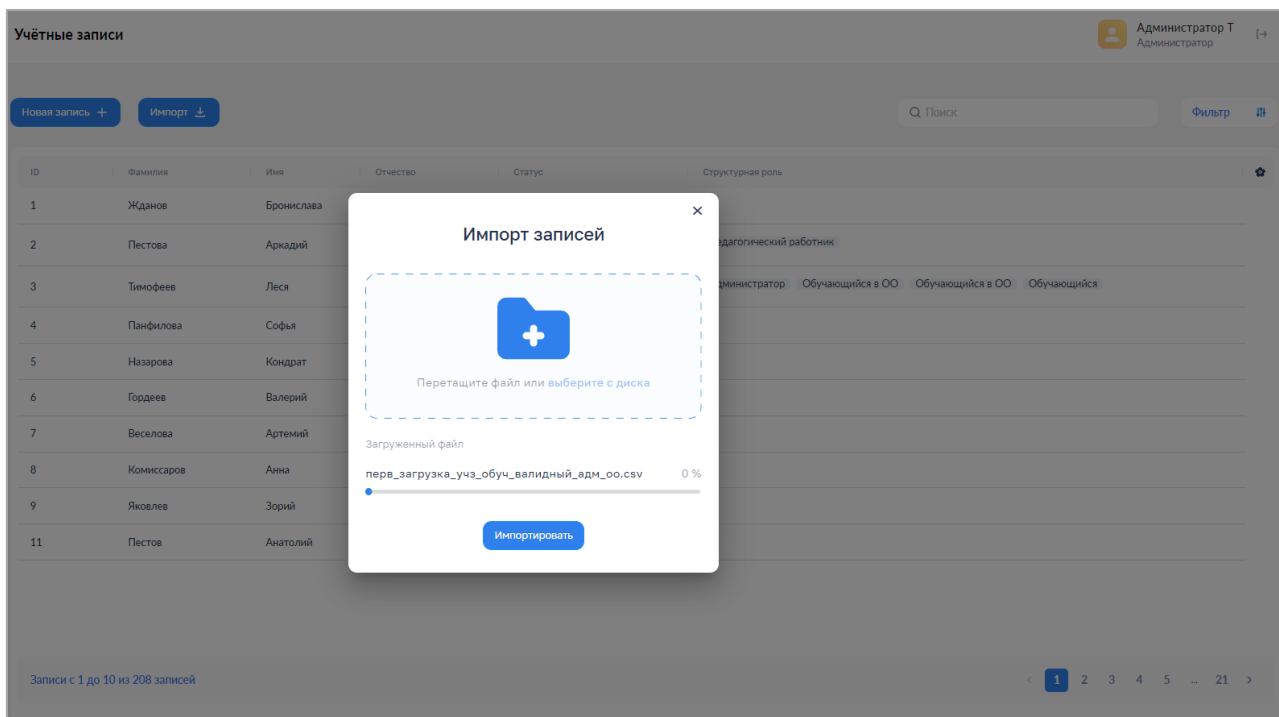 Учётные записи
Администратор Т
Администратор
Новая запись
Импорт
Поиск
Фильтр
ID Фамилия Имя Отчество Статус Структурная роль
1 Жданов Бронислава
2 Пестова Аркадий едагогический работник
3 Тимофеев Леся дминистратор Обучающийся в ОО Обучающийся в ОО Обучающийся
4 Панфилова Софья
5 Назарова Кондрат
6 Гордеев Валерий
7 Веселова Артемий
8 Комиссаров Анна
9 Яковлев Зорий
11 Пестов Анатолий
Импорт записей
Перетащите файл или выберите с диска
Загруженный файл
перв_загрузка_учз_обуч_валидный_адм_оо.csv 0 %
Импортировать
Записи с 1 до 10 из 208 записей
1 2 3 4 5 ... 21